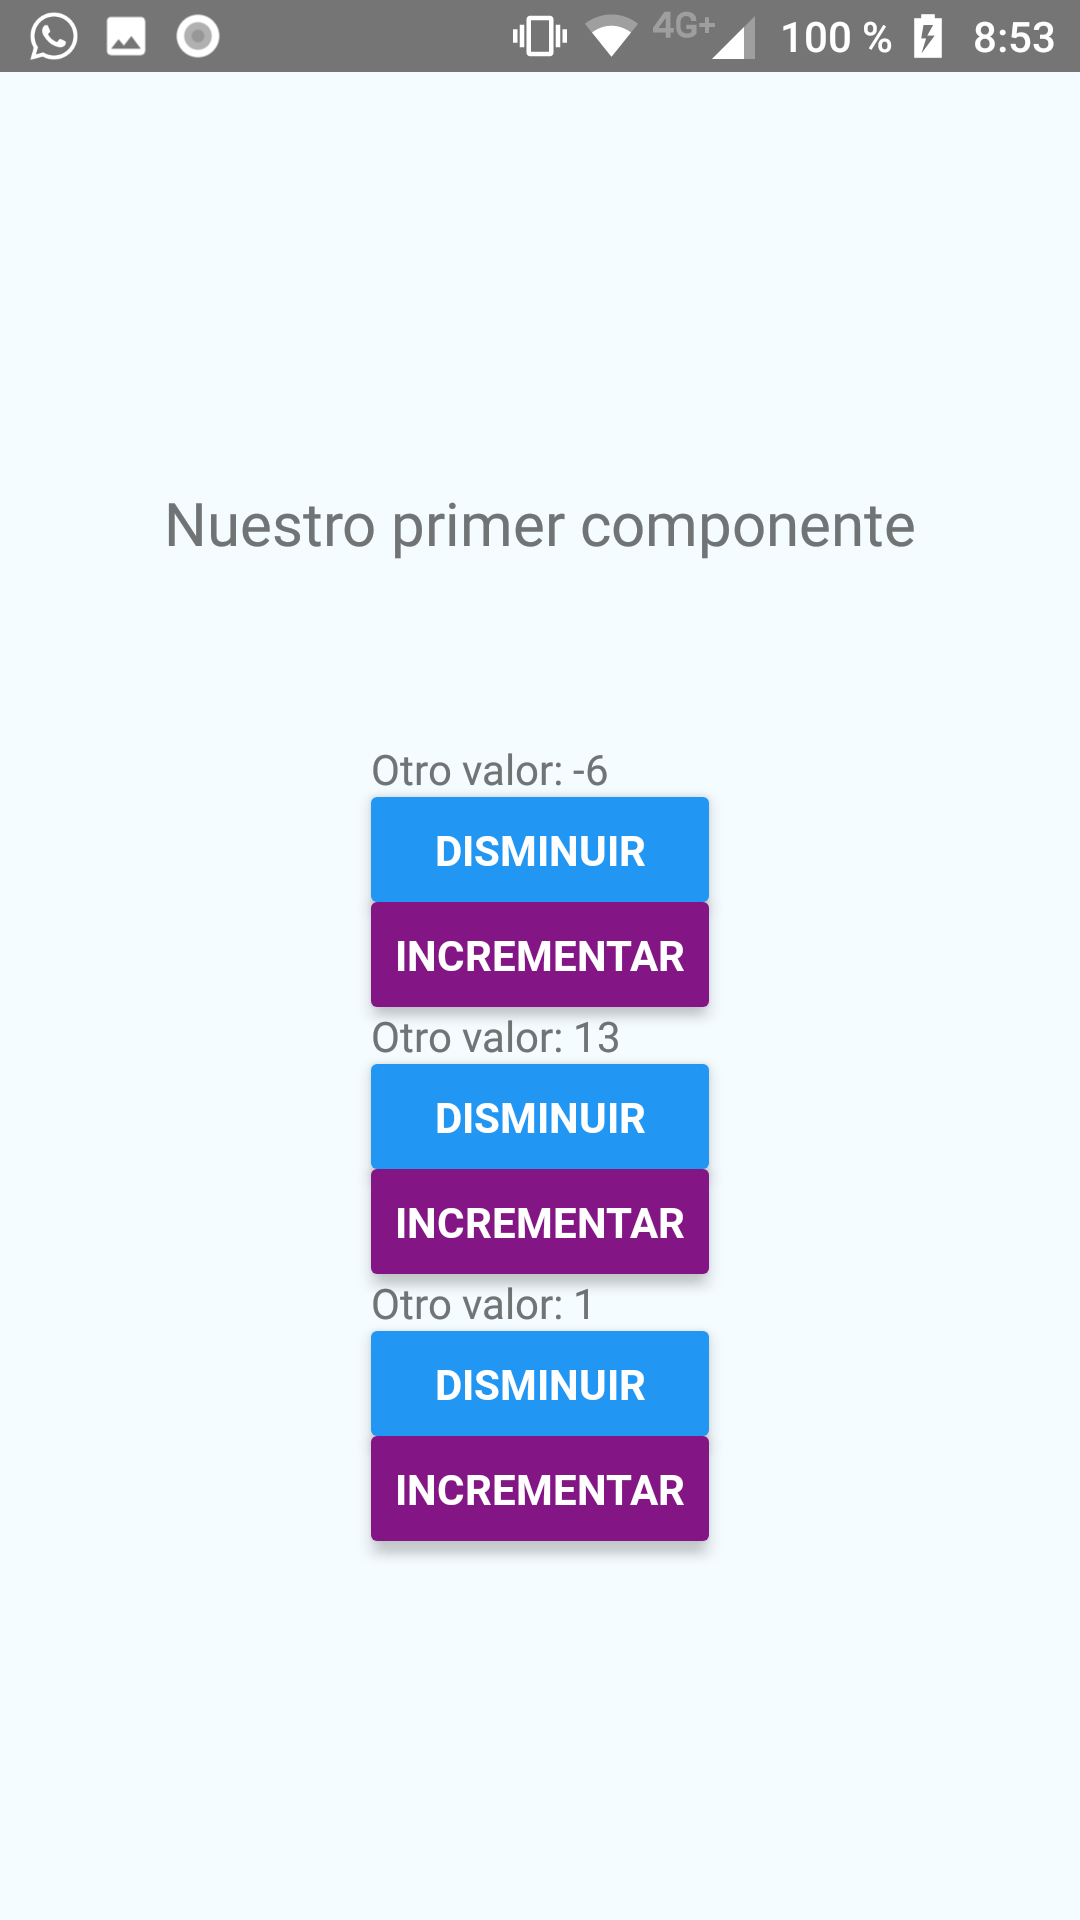 4G+ 100 % 8:53
Nuestro primer componente
Otro valor: -6
DISMINUIR
INCREMENTAR
Otro valor: 13
DISMINUIR
INCREMENTAR
Otro valor: 1
DISMINUIR
INCREMENTAR